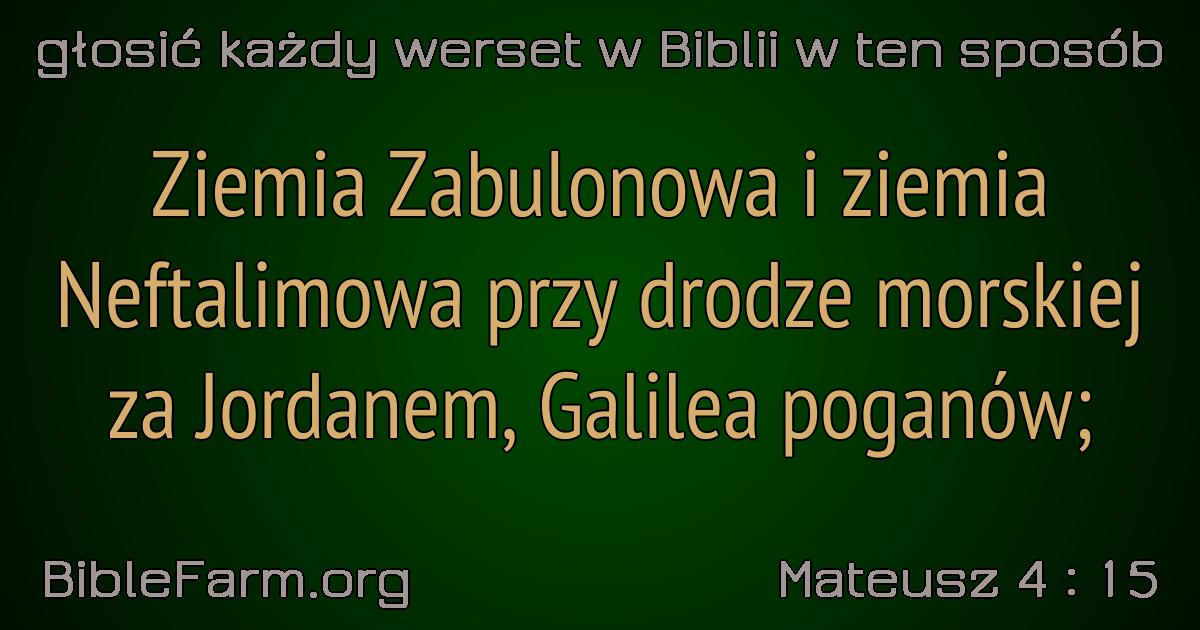 głosić każdy werset w Biblii w ten sposób
Ziemia Zabulonowa i ziemia
Neftalimowa przy drodze morskiej
za Jordanem, Galilea poganów;
BibleFarm.org
Mateusz 4 : 15